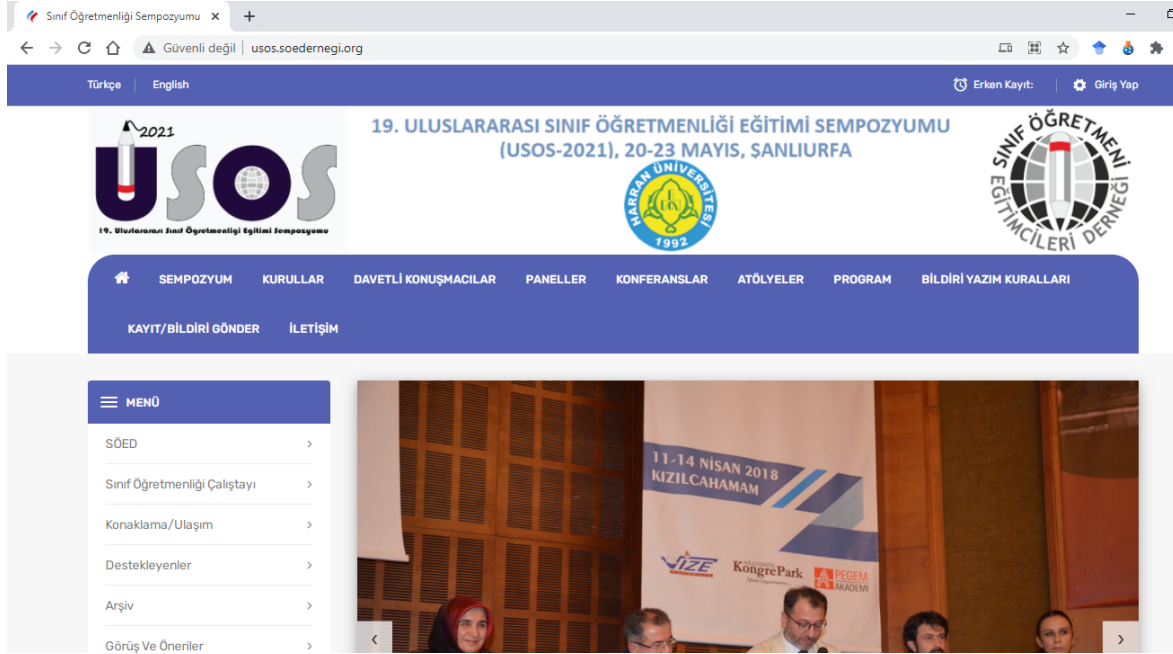 Sınıf Öğretmenliği Sempozyumu
Güvenli değil | usos.soedernegi.org
Türkçe English Erken Kayıt: Giriş Yap
2021
USOS
19. Uluslararası Sınıf Öğretmenliği Eğitimi Sempozyumu
19. ULUSLARARASI SINIF ÖĞRETMENLİĞİ EĞİTİMİ SEMPOZYUMU
(USOS-2021), 20-23 MAYIS, ŞANLIURFA
HARRAN ÜNİVERSİTESİ
1992
SINIF ÖĞRETMENİ EĞİTİMCİLERİ DERNEĞİ
SEMPOZYUM KURULLAR DAVETLİ KONUŞMACILAR PANELLER KONFERANSLAR ATÖLYELER PROGRAM BİLDİRİ YAZIM KURALLARI
KAYIT/BİLDİRİ GÖNDER İLETİŞİM
MENÜ
SÖED
Sınıf Öğretmenliği Çalıştayı
Konaklama/Ulaşım
Destekleyenler
Arşiv
Görüş Ve Öneriler
11-14 NİSAN 2018
KIZILCAHAMAM
VİZE
KongrePark
PEGEM
AKADEMİ